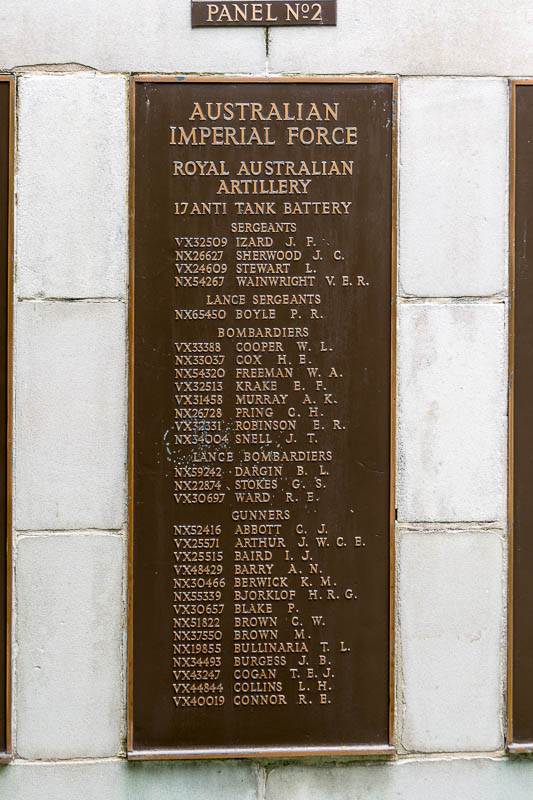 PANEL Nº2
AUSTRALIAN
IMPERIAL FORCE
ROYAL AUSTRALIAN
ARTILLERY
17 ANTI TANK BATTERY
SERGEANTS
VX32509 IZARD J. F.
NX26627 SHERWOOD J. C.
VX24609 STEWART L.
NX54267 WAINWRIGHT V. E. R.
LANCE SERGEANTS
NX65450 BOYLE P. R.
BOMBARDIERS
VX33388 COOPER W. L.
NX33037 COX H. E.
NX54320 FREEMAN W. A.
VX32513 KRAKE E. F.
VX31458 MURRAY A. K.
NX26728 PRING C. H.
VX32331 ROBINSON E. R.
NX34004 SNELL J. T.
LANCE BOMBARDIERS
NX59242 DARGIN B. L.
NX22874 STOKES G. S.
VX30697 WARD R. E.
GUNNERS
NX52416 ABBOTT C. J.
VX25571 ARTHUR J. W. C. E.
VX25515 BAIRD I. J.
VX48429 BARRY A. N.
NX30466 BERWICK K. M.
NX55339 BJORKLOF H. R. G.
VX30657 BLAKE P.
NX51822 BROWN C. W.
NX37550 BROWN M.
NX19855 BULLINARIA T. L.
NX34493 BURGESS J. B.
VX43247 COGAN T. E. J.
VX44844 COLLINS L. H.
VX40019 CONNOR R. E.